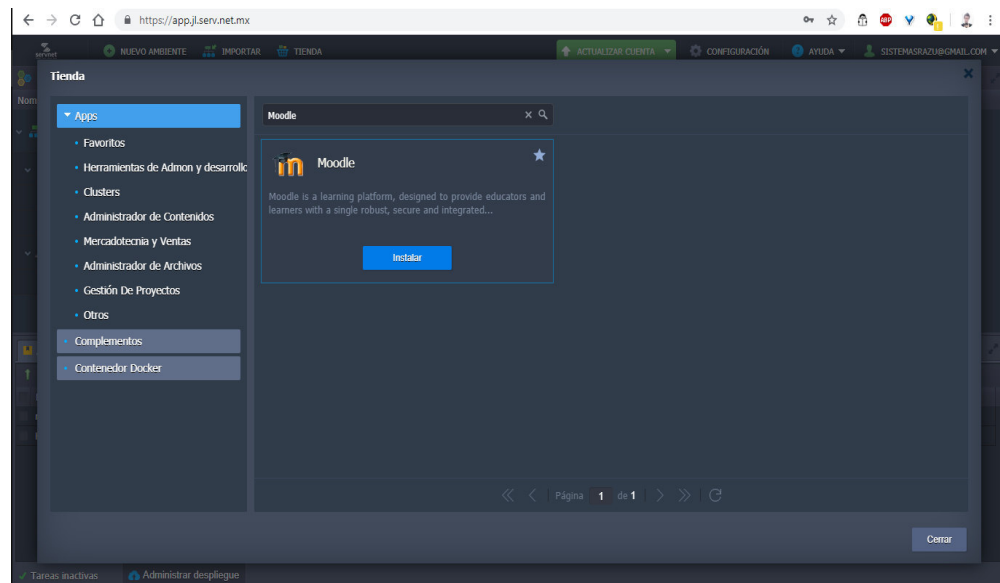 https://app.jl.serv.net.mx
ABP
servnet
NUEVO AMBIENTE
IMPORTAR
TIENDA
ACTUALIZAR CUENTA
CONFIGURACIÓN
AYUDA
SISTEMASRAZU@GMAIL.COM
Tienda
Nom
Apps
Moodle
Favoritos
Herramientas de Admon y desarrollo
Clusters
Administrador de Contenidos
Mercadotecnia y Ventas
Administrador de Archivos
Gestión De Proyectos
Otros
Complementos
Contenedor Docker
m
Moodle
Moodle is a learning platform, designed to provide educators and
learners with a single robust, secure and integrated...
Instalar
Página 1 de 1
Cerrar
Tareas inactivas
Administrar despliegue